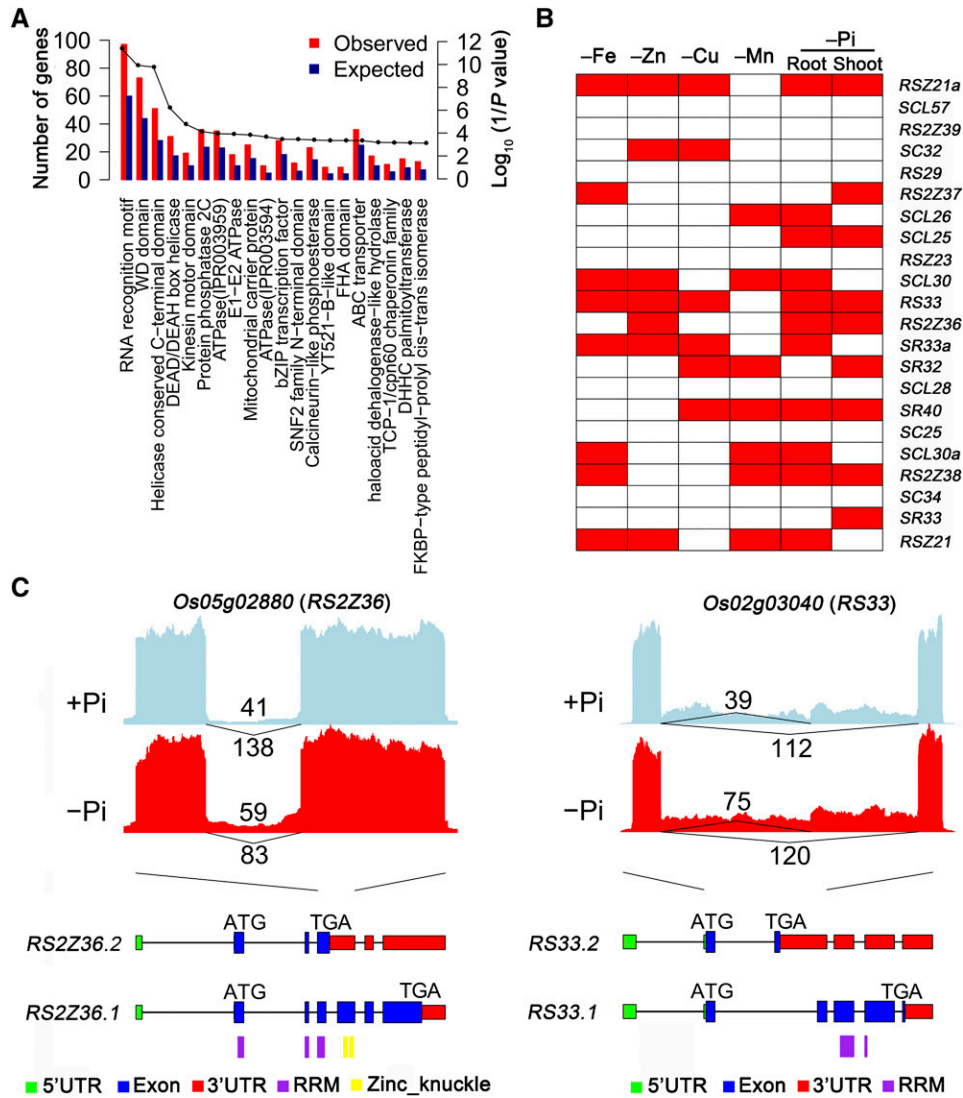 A
Number of genes
100
80
60
40
20
0
Observed
Expected
12
10
8
6
4
2
0
Log10 (1/P value)
RNA recognition motif
WD domain
Helicase conserved C−terminal domain
DEAD/DEAH box helicase
Kinesin motor domain
Protein phosphatase 2C
ATPase(IPR003959)
E1−E2 ATPase
Mitochondrial carrier protein
ATPase(IPR003594)
bZIP transcription factor
SNF2 family N−terminal domain
Calcineurin−like phosphoesterase
YT521−B−like domain
FHA domain
ABC transporter
haloacid dehalogenase−like hydrolase
TCP−1/cpn60 chaperonin family
DHHC palmitoyltransferase
FKBP−type peptidyl−prolyl cis−trans isomerase
B
−Pi
−Fe −Zn −Cu −Mn Root Shoot
RSZ21a
SCL57
RS2Z39
SC32
RS29
RS2Z37
SCL26
SCL25
RSZ23
SCL30
RS33
RS2Z36
SR33a
SR32
SCL28
SR40
SC25
SCL30a
RS2Z38
SC34
SR33
RSZ21
C
Os05g02880 (RS2Z36)
+Pi
41
138
−Pi
59
83
ATG TGA
RS2Z36.2
ATG TGA
RS2Z36.1
5'UTR Exon 3'UTR RRM Zinc_knuckle
Os02g03040 (RS33)
+Pi
39
112
−Pi
75
120
ATG TGA
RS33.2
ATG TGA
RS33.1
5'UTR Exon 3'UTR RRM